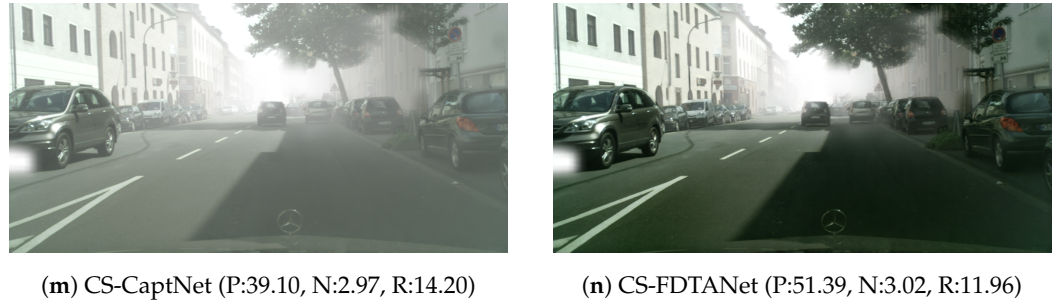 (m) CS-CaptNet (P:39.10, N:2.97, R:14.20)
(n) CS-FDTANet (P:51.39, N:3.02, R:11.96)